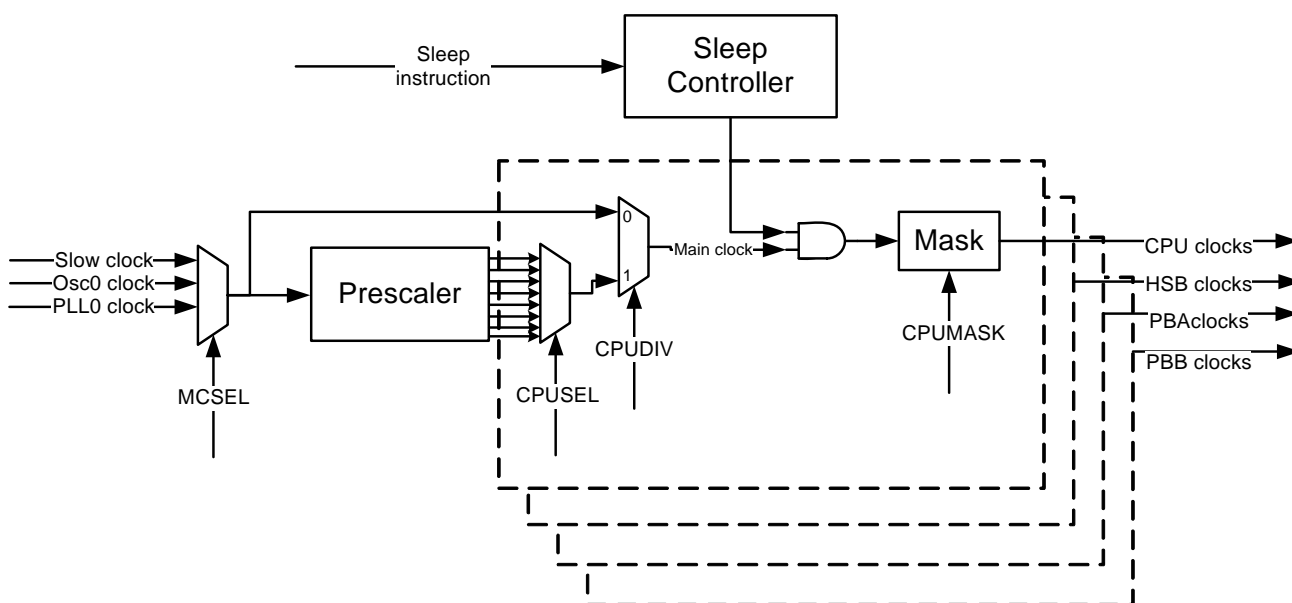 Sleep
Controller
Sleep
instruction
0
1
Slow clock
Osc0 clock
PLL0 clock
Prescaler
Main clock
Mask
CPU clocks
HSB clocks
PBAclocks
PBB clocks
MCSEL
CPUSEL
CPUDIV
CPUMASK